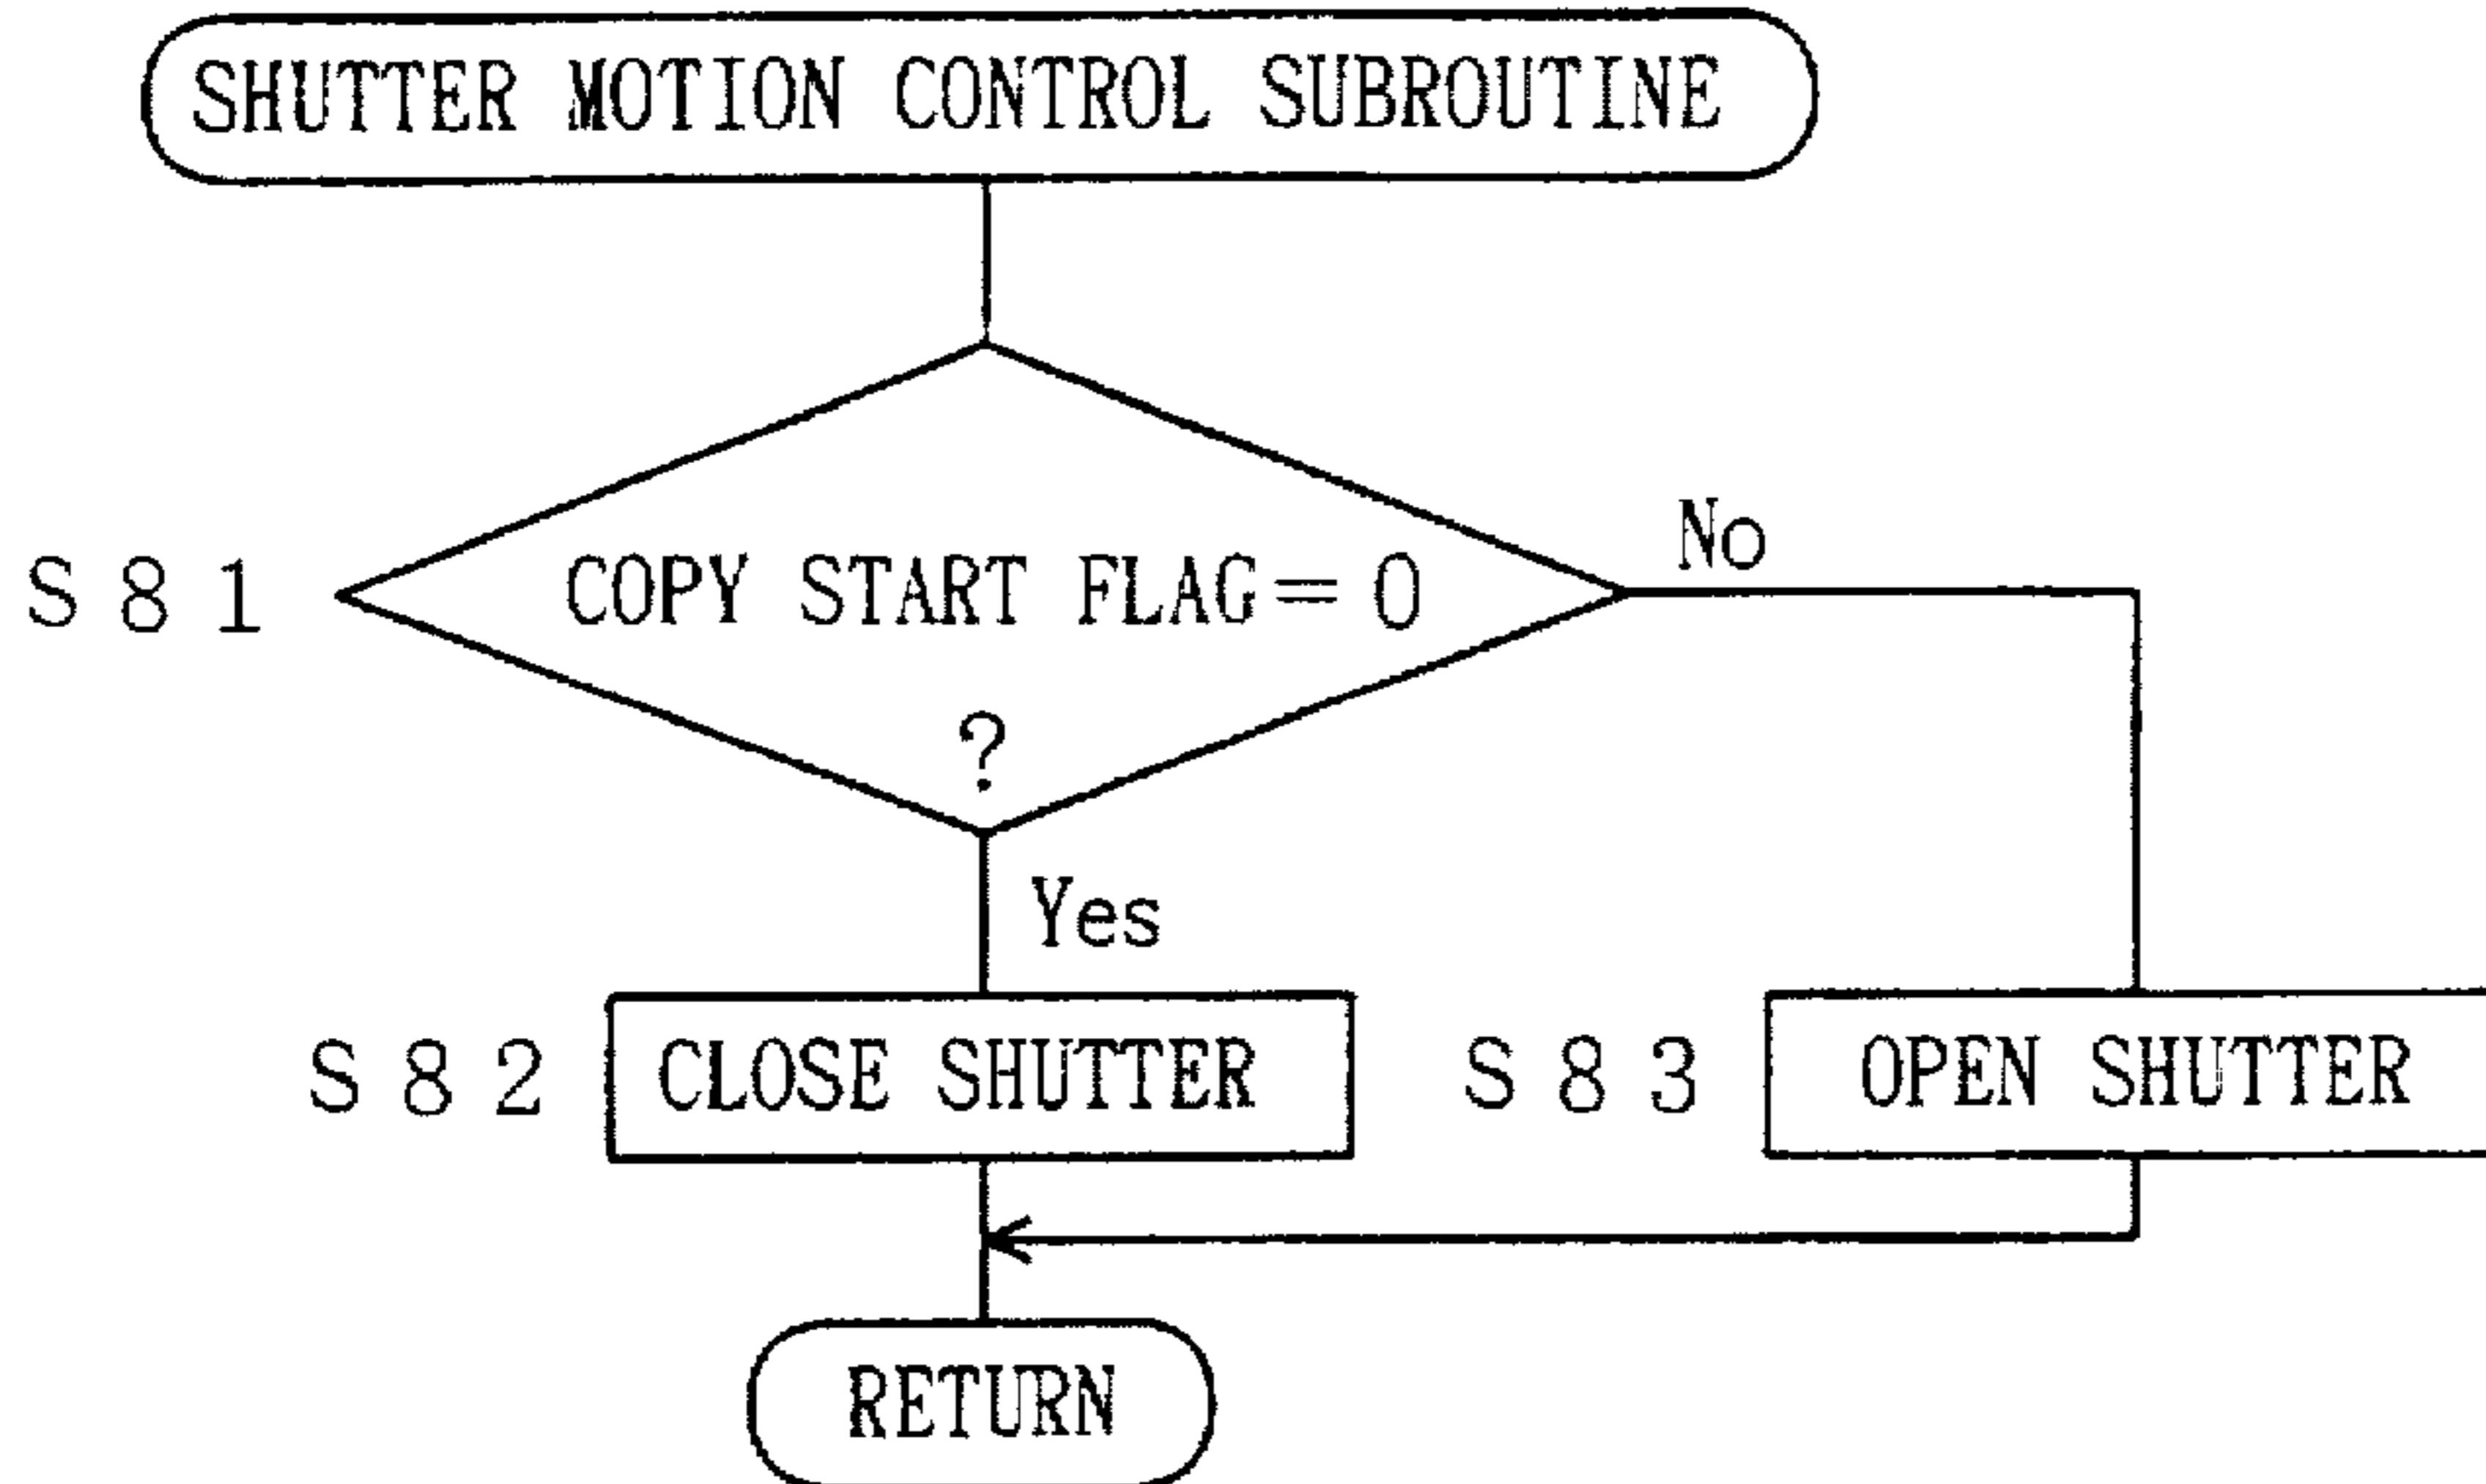 SHUTTER MOTION CONTROL SUBROUTINE
S81
COPY START FLAG=0
?
No
Yes
S82
CLOSE SHUTTER
S83
OPEN SHUTTER
RETURN